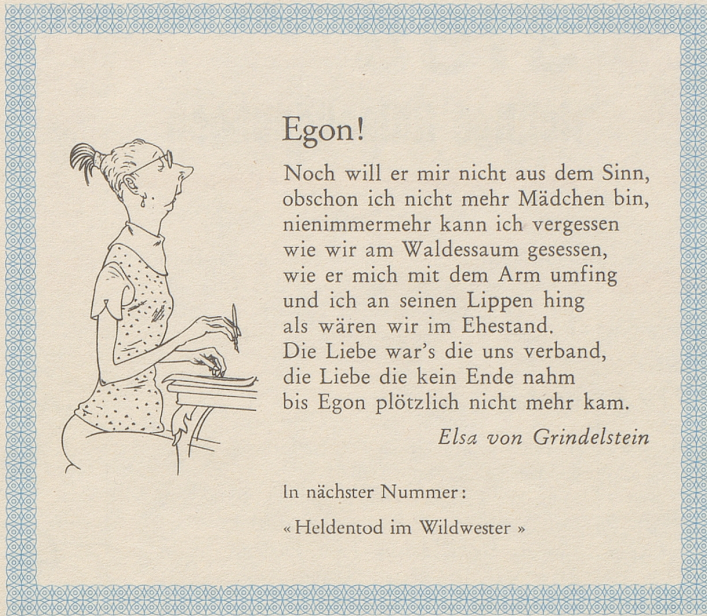 Egon!
Noch will er mir nicht aus dem Sinn,
obschon ich nicht mehr Mädchen bin,
nienimmermehr kann ich vergessen
wie wir am Waldessaum gesessen,
wie er mich mit dem Arm umfing
und ich an seinen Lippen hing
als wären wir im Ehestand.
Die Liebe war's die uns verband,
die Liebe die kein Ende nahm
bis Egon plötzlich nicht mehr kam.
Elsa von Grindelstein
In nächster Nummer:
«Heldentod im Wildwester»